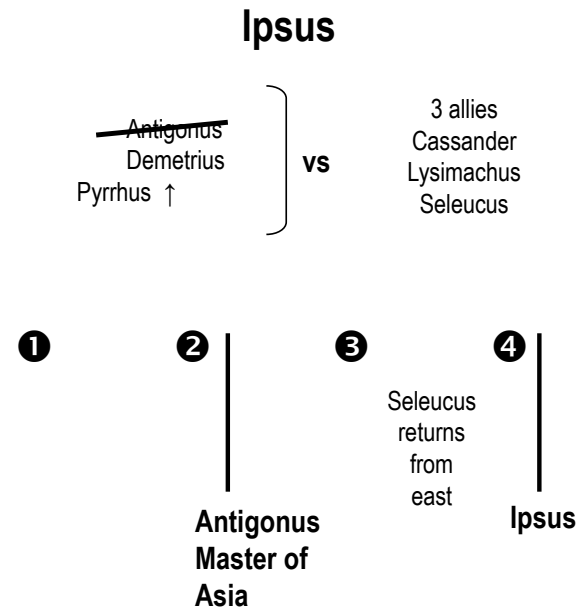 Ipsus
Antigonus
Demetrius
Pyrrhus ↑
vs
3 allies
Cassander
Lysimachus
Seleucus
❶ ❷ ❸ ❹
Seleucus
returns
from
east
Antigonus
Master of
Asia
Ipsus